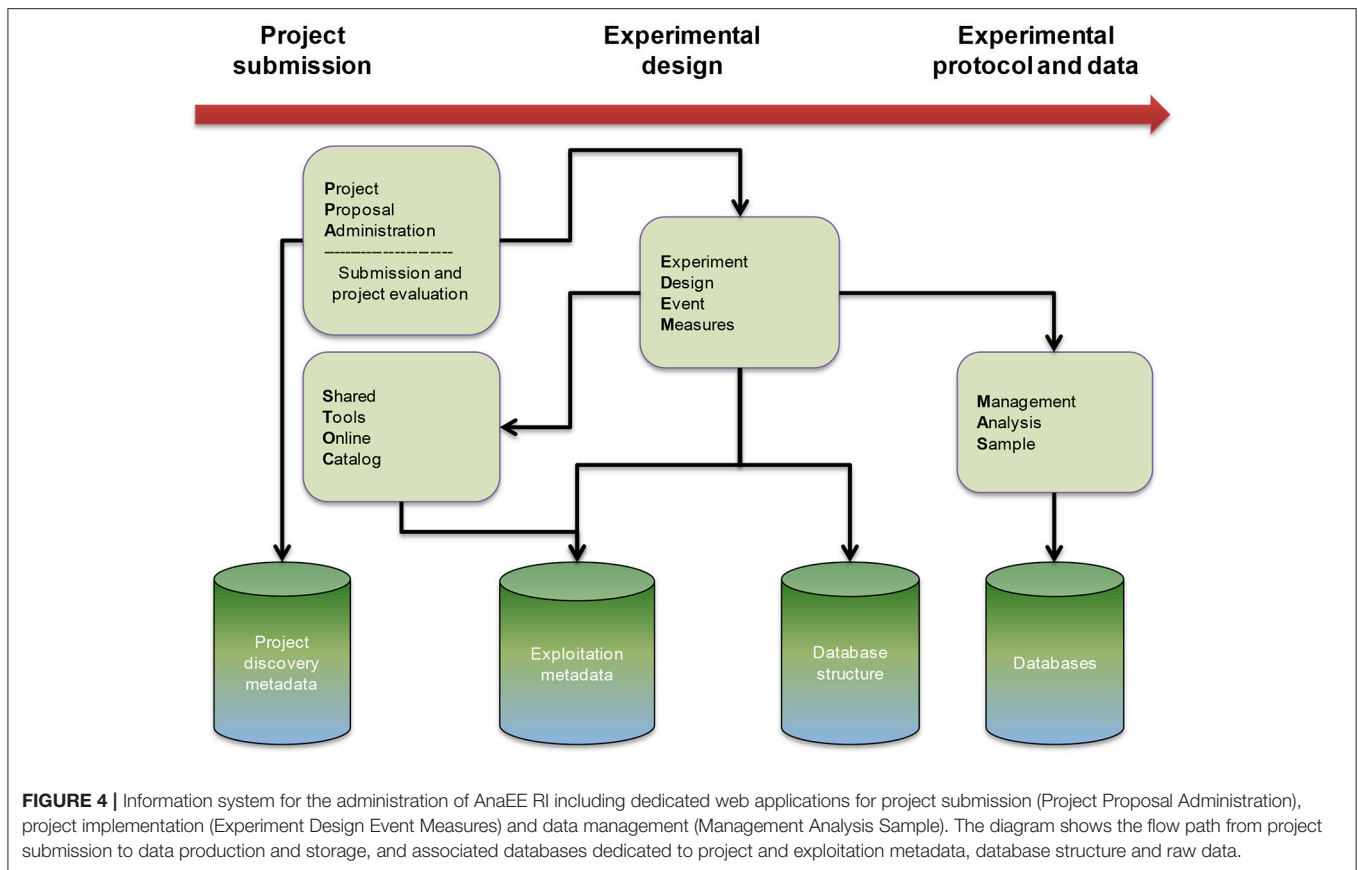 Project
submission
Experimental
design
Experimental
protocol and data
Project
Proposal
Administration
------------------------
Submission and
project evaluation
Experiment
Design
Event
Measures
Shared
Tools
Online
Catalog
Management
Analysis
Sample
Project
discovery
metadata
Exploitation
metadata
Database
structure
Databases
FIGURE 4 | Information system for the administration of AnaEE RI including dedicated web applications for project submission (Project Proposal Administration),
project implementation (Experiment Design Event Measures) and data management (Management Analysis Sample). The diagram shows the flow path from project
submission to data production and storage, and associated databases dedicated to project and exploitation metadata, database structure and raw data.